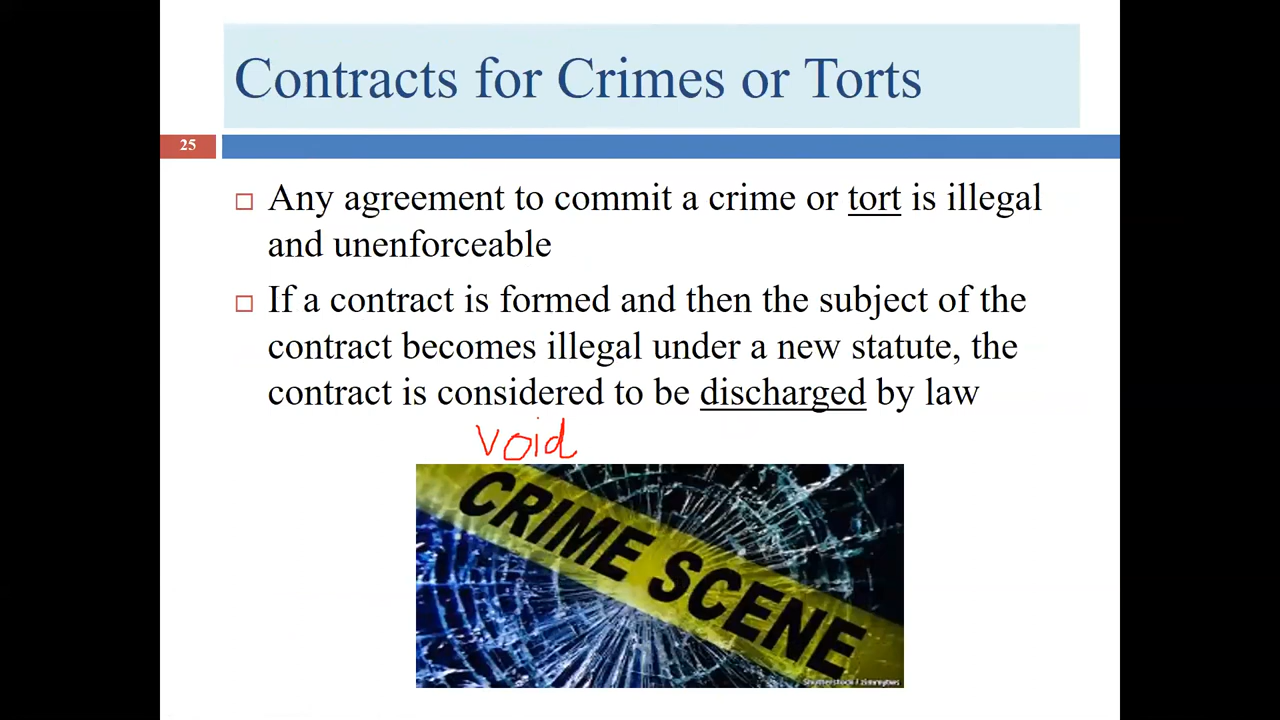 Contracts for Crimes or Torts
25
Any agreement to commit a crime or tort is illegal
and unenforceable
If a contract is formed and then the subject of the
contract becomes illegal under a new statute, the
contract is considered to be discharged by law
void
CRIME SCENE
Shutterstock / zimmytws